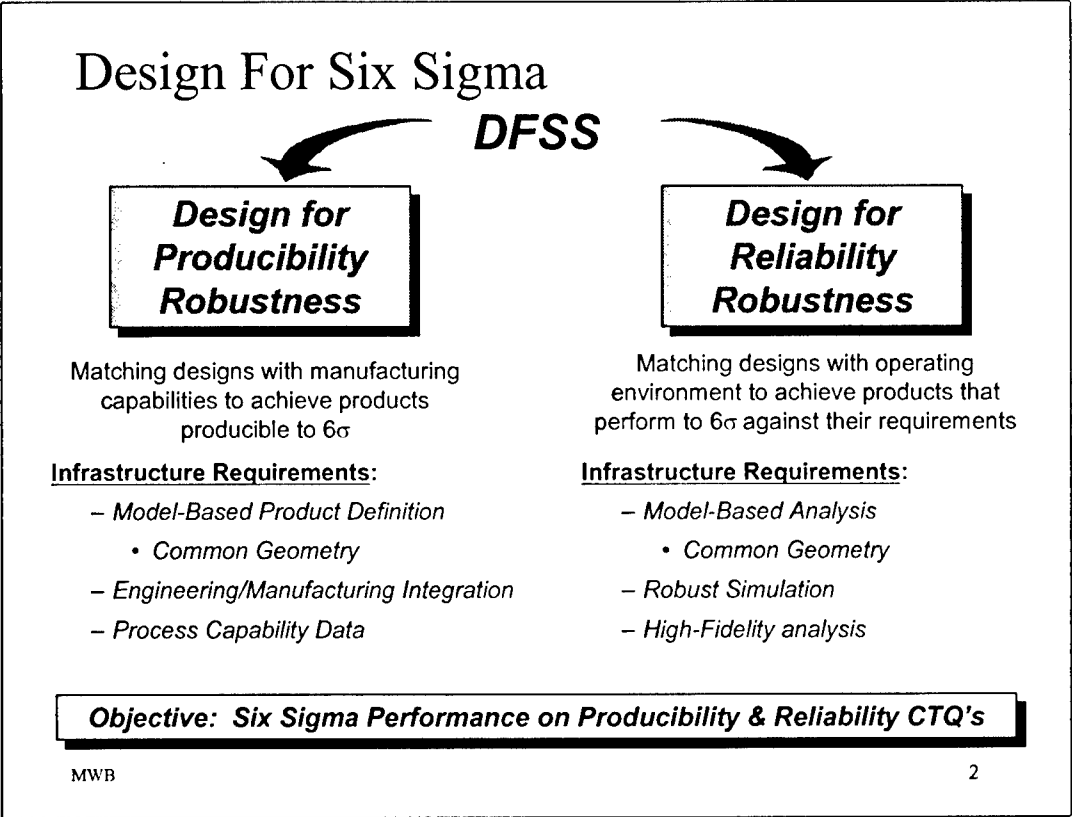 Design For Six Sigma
DFSS
Design for
Producibility
Robustness
Matching designs with manufacturing
capabilities to achieve products
producible to 6σ
Infrastructure Requirements:
– Model-Based Product Definition
• Common Geometry
– Engineering/Manufacturing Integration
– Process Capability Data
Design for
Reliability
Robustness
Matching designs with operating
environment to achieve products that
perform to 6σ against their requirements
Infrastructure Requirements:
– Model-Based Analysis
• Common Geometry
– Robust Simulation
– High-Fidelity analysis
Objective: Six Sigma Performance on Producibility & Reliability CTQ's
MWB
2